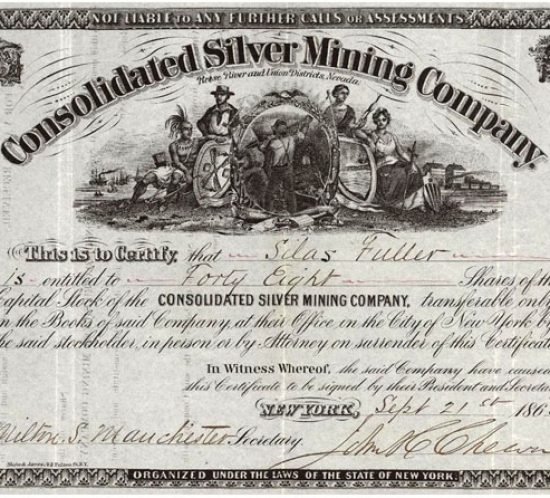 NOT LIABLE TO ANY FURTHER CALLS OR ASSESSMENTS
Consolidated Silver Mining Company
Reese River and Union Districts, Nevada.
This is to Certify, that Silas Fuller
is entitled to Forty Eight Shares of the
Capital Stock of the CONSOLIDATED SILVER MINING COMPANY, transferable only
on the Books of said Company, at their Office in the City of New York, by
the said stockholder, in person or by Attorney on surrender of this Certificate
In Witness Whereof, the said Company have caused
this Certificate to be signed by their President and Secreta
NEW YORK, Sept 21st 186
Milton S. Manchester Secretary.
John
ORGANIZED UNDER THE LAWS OF THE STATE OF NEW YORK.